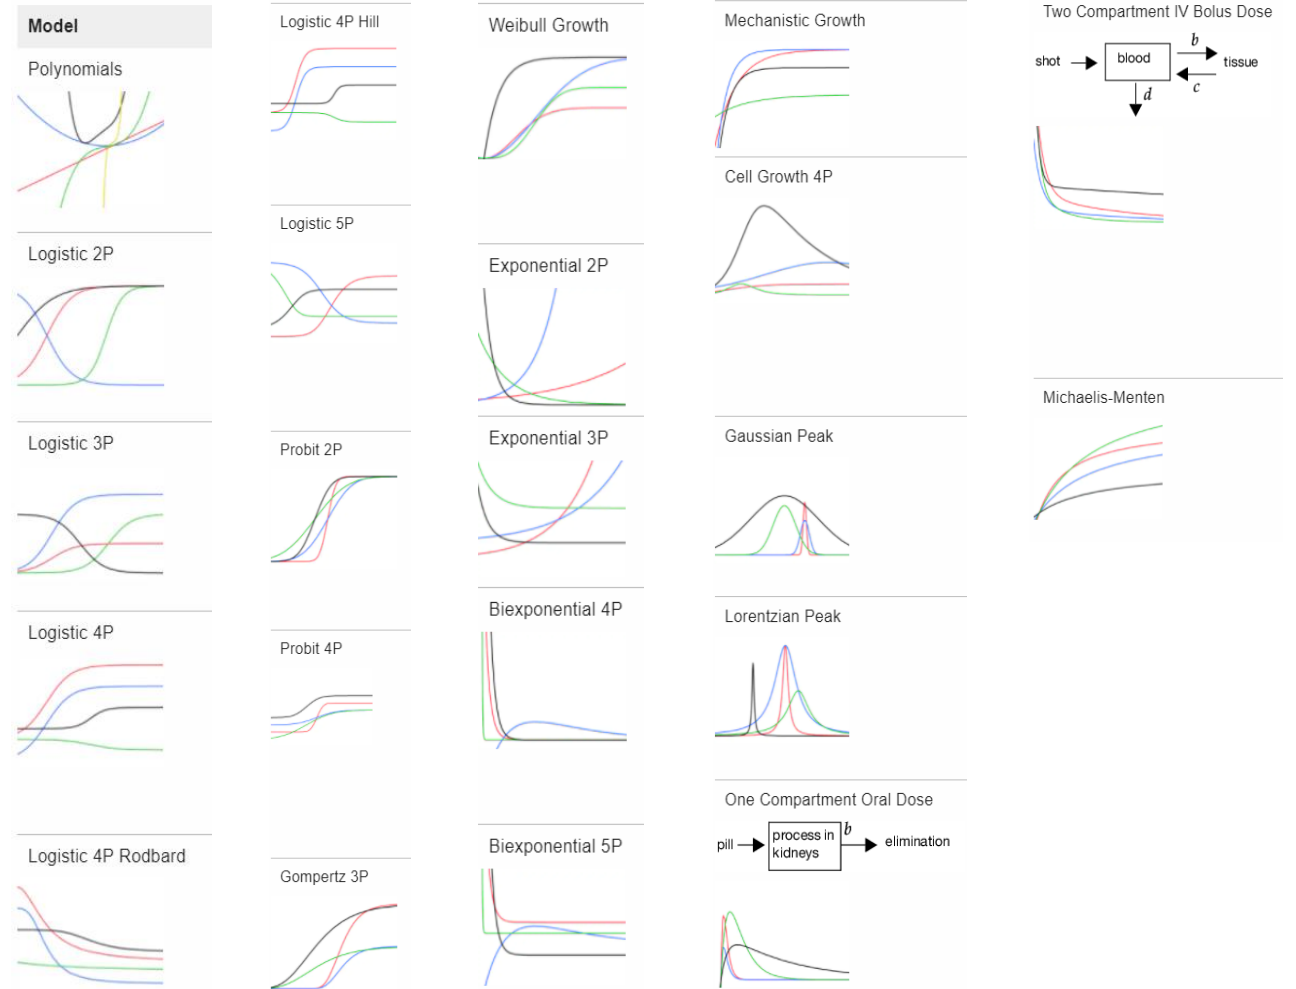 Model
Polynomials
Logistic 2P
Logistic 3P
Logistic 4P
Logistic 4P Rodbard
Logistic 4P Hill
Logistic 5P
Probit 2P
Probit 4P
Gompertz 3P
Weibull Growth
Exponential 2P
Exponential 3P
Biexponential 4P
Biexponential 5P
Mechanistic Growth
Cell Growth 4P
Gaussian Peak
Lorentzian Peak
One Compartment Oral Dose
pill process in kidneys b elimination
Two Compartment IV Bolus Dose
shot blood b tissue
c
d
Michaelis-Menten